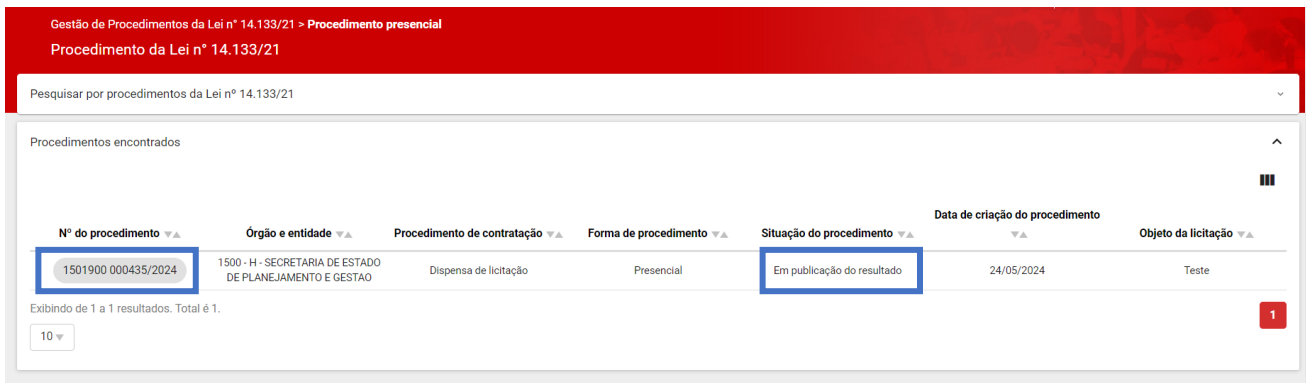 Gestão de Procedimentos da Lei n° 14.133/21 > Procedimento presencial
Procedimento da Lei n° 14.133/21
Pesquisar por procedimentos da Lei nº 14.133/21
Procedimentos encontrados
Nº do procedimento Órgão e entidade Procedimento de contratação Forma de procedimento Situação do procedimento Data de criação do procedimento Objeto da licitação
1501900 000435/2024 1500 - H - SECRETARIA DE ESTADO DE PLANEJAMENTO E GESTAO Dispensa de licitação Presencial Em publicação do resultado 24/05/2024 Teste
Exibindo de 1 a 1 resultados. Total é 1.
1
10